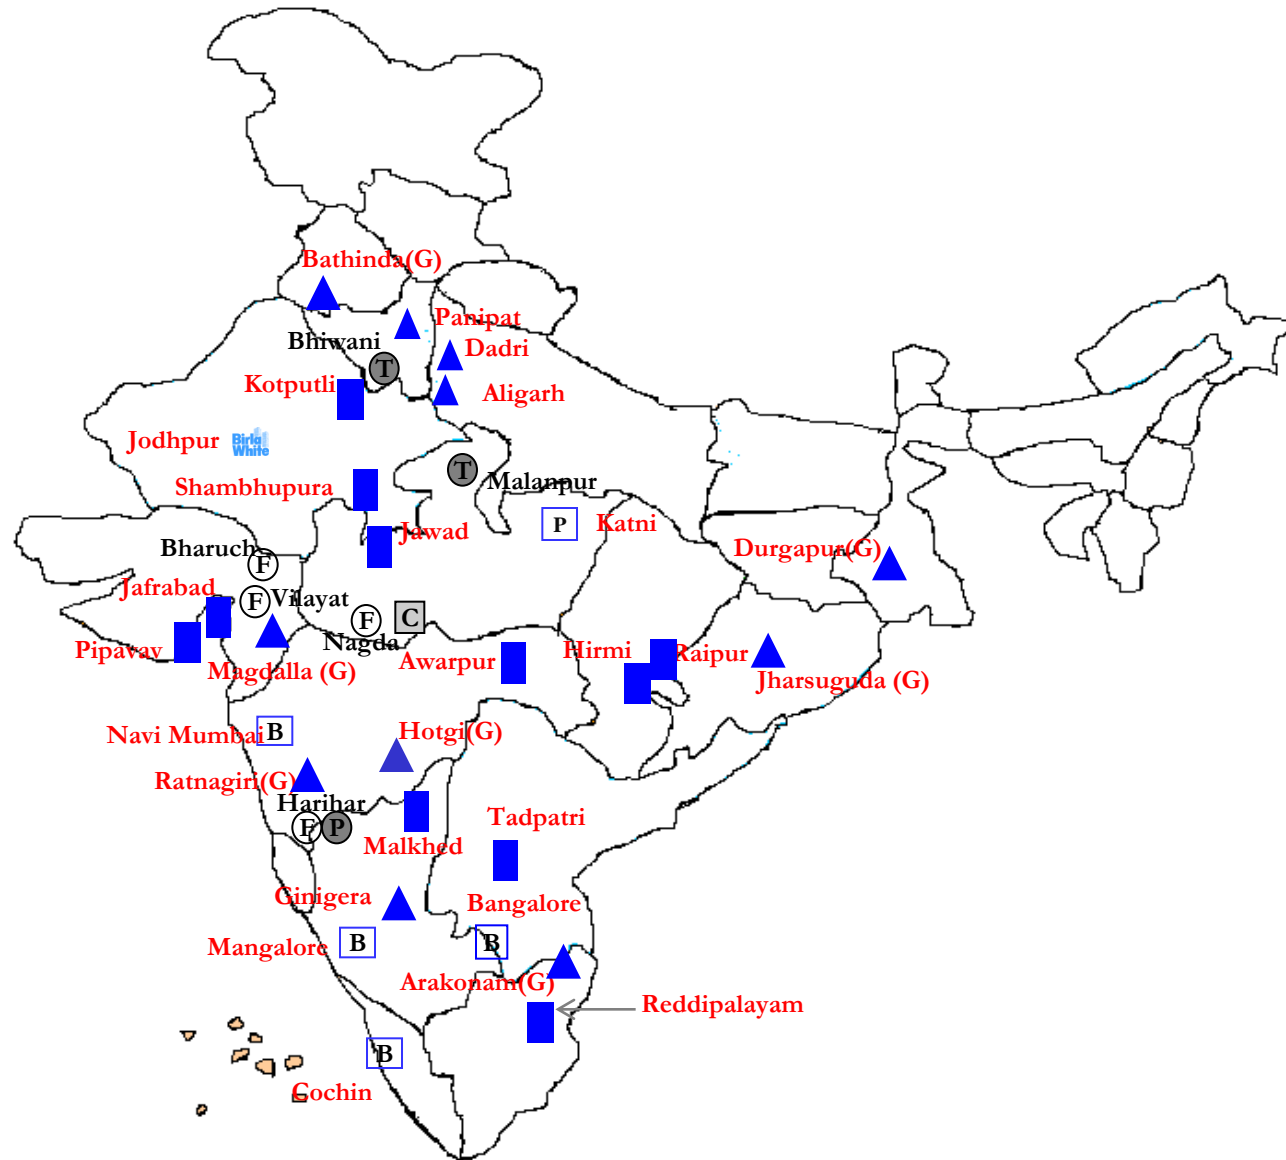 Bathinda(G)
Panipat
Bhiwani
Dadri
T
Kotputli
Aligarh
Jodhpur
Birla
White
T
Malanpur
Shambhupura
P
Katni
Jawad
Durgapur(G)
Bharuch
F
Jafrabad
F
Vilayat
F
C
Nagda
Pipavav
Magdalla (G)
Awarpur
Hirmi
Raipur
Jharsuguda (G)
Navi Mumbai
B
Hotgi(G)
Ratnagiri(G)
Harihar
F
P
Malkhed
Tadpatri
Ginigera
Bangalore
Mangalore
B
B
Arakonam(G)
Reddipalayam
B
Cochin